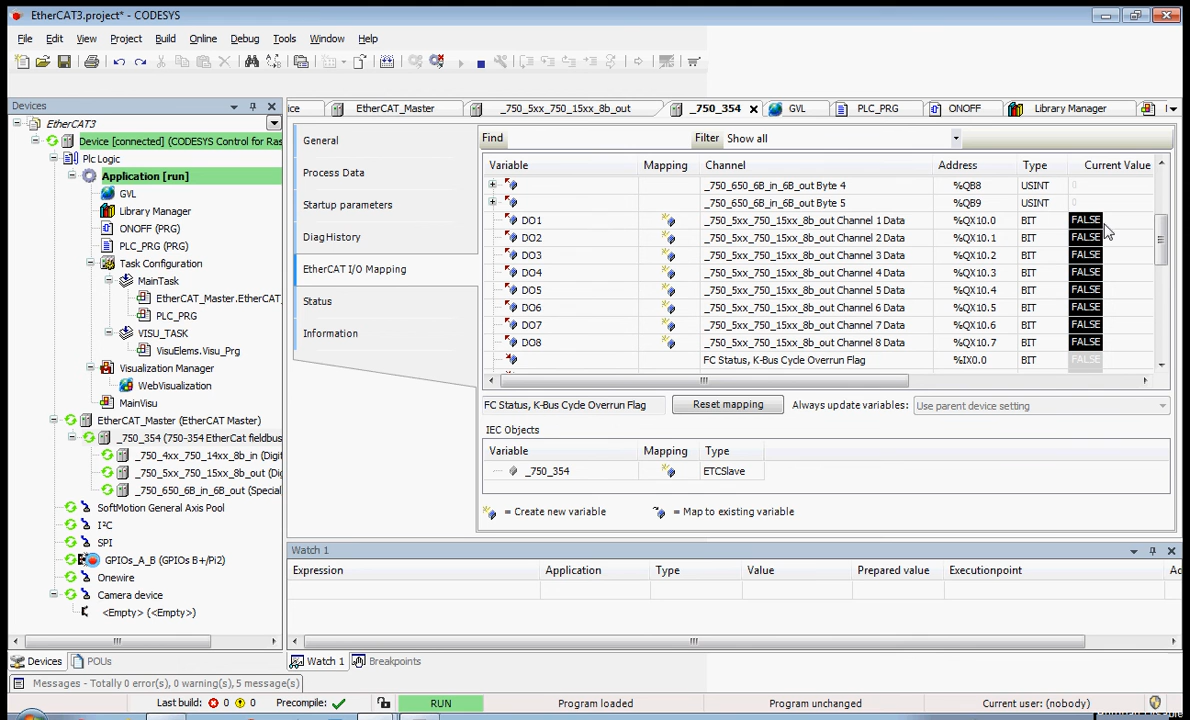 EtherCAT3.project* - CODESYS
File Edit View Project Build Online Debug Tools Window Help
Devices
EtherCAT3
Device [connected] (CODESYS Control for Ras
Plc Logic
Application [run]
GVL
Library Manager
ONOFF (PRG)
PLC_PRG (PRG)
Task Configuration
MainTask
EtherCAT_Master.EtherCAT_
PLC_PRG
VISU_TASK
VisuElems.Visu_Prg
Visualization Manager
WebVisualization
MainVisu
EtherCAT_Master (EtherCAT Master)
_750_354 (750-354 EtherCat fieldbus
_750_4xx_750_14xx_8b_in (Digi
_750_5xx_750_15xx_8b_out (Di
_750_650_6B_in_6B_out (Special
SoftMotion General Axis Pool
I²C
SPI
GPIOs_A_B (GPIOs B+/Pi2)
Onewire
Camera device
<Empty> (<Empty>)
Devices POUs
ice EtherCAT_Master _750_5xx_750_15xx_8b_out _750_354 GVL PLC_PRG ONOFF Library Manager
General
Process Data
Startup parameters
DiagHistory
EtherCAT I/O Mapping
Status
Information
Find Filter Show all
Variable Mapping Channel Address Type Current Value
_750_650_6B_in_6B_out Byte 4 %QB8 USINT 0
_750_650_6B_in_6B_out Byte 5 %QB9 USINT 0
DO1 _750_5xx_750_15xx_8b_out Channel 1 Data %QX10.0 BIT FALSE
DO2 _750_5xx_750_15xx_8b_out Channel 2 Data %QX10.1 BIT FALSE
DO3 _750_5xx_750_15xx_8b_out Channel 3 Data %QX10.2 BIT FALSE
DO4 _750_5xx_750_15xx_8b_out Channel 4 Data %QX10.3 BIT FALSE
DO5 _750_5xx_750_15xx_8b_out Channel 5 Data %QX10.4 BIT FALSE
DO6 _750_5xx_750_15xx_8b_out Channel 6 Data %QX10.5 BIT FALSE
DO7 _750_5xx_750_15xx_8b_out Channel 7 Data %QX10.6 BIT FALSE
DO8 _750_5xx_750_15xx_8b_out Channel 8 Data %QX10.7 BIT FALSE
FC Status, K-Bus Cycle Overrun Flag %IX0.0 BIT FALSE
FC Status, K-Bus Cycle Overrun Flag Reset mapping Always update variables: Use parent device setting
IEC Objects
Variable Mapping Type
_750_354 ETCSlave
= Create new variable = Map to existing variable
Watch 1
Expression Application Type Value Prepared value Executionpoint Ad
Watch 1 Breakpoints
Messages - Totally 0 error(s), 0 warning(s), 5 message(s)
Last build: 0 0 Precompile: RUN Program loaded Program unchanged Current user: (nobody)